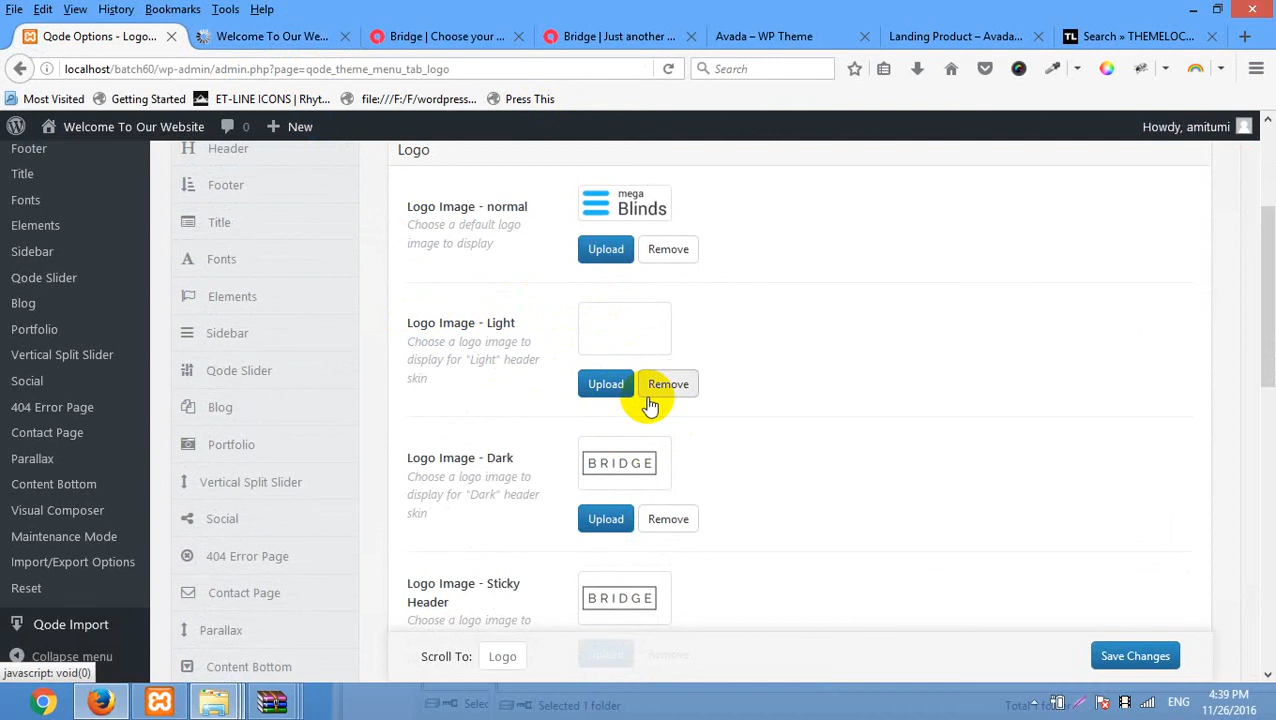 File Edit View History Bookmarks Tools Help
Qode Options - Logo... Welcome To Our We... Bridge | Choose your ... Bridge | Just another ... Avada – WP Theme Landing Product – Avada... TL Search » THEMELOC...
localhost/batch60/wp-admin/admin.php?page=qode_theme_menu_tab_logo Search
Most Visited Getting Started ET-LINE ICONS | Rhyt... file:///F:/F/wordpress... Press This
Welcome To Our Website 0 New Howdy, amitumi
Footer
Title
Fonts
Elements
Sidebar
Qode Slider
Blog
Portfolio
Vertical Split Slider
Social
404 Error Page
Contact Page
Parallax
Content Bottom
Visual Composer
Maintenance Mode
Import/Export Options
Reset
Qode Import
Collapse menu
javascript: void(0)
Header
Footer
Title
Fonts
Elements
Sidebar
Qode Slider
Blog
Portfolio
Vertical Split Slider
Social
404 Error Page
Contact Page
Parallax
Content Bottom
Logo
Logo Image - normal
Choose a default logo
image to display
mega
Blinds
Upload Remove
Logo Image - Light
Choose a logo image to
display for "Light" header
skin
Upload Remove
Logo Image - Dark
Choose a logo image to
display for "Dark" header
skin
BRIDGE
Upload Remove
Logo Image - Sticky
Header
Choose a logo image to
BRIDGE
Upload Remove
Scroll To: Logo Save Changes
Selec Selected 1 folder
ENG 4:39 PM
11/26/2016